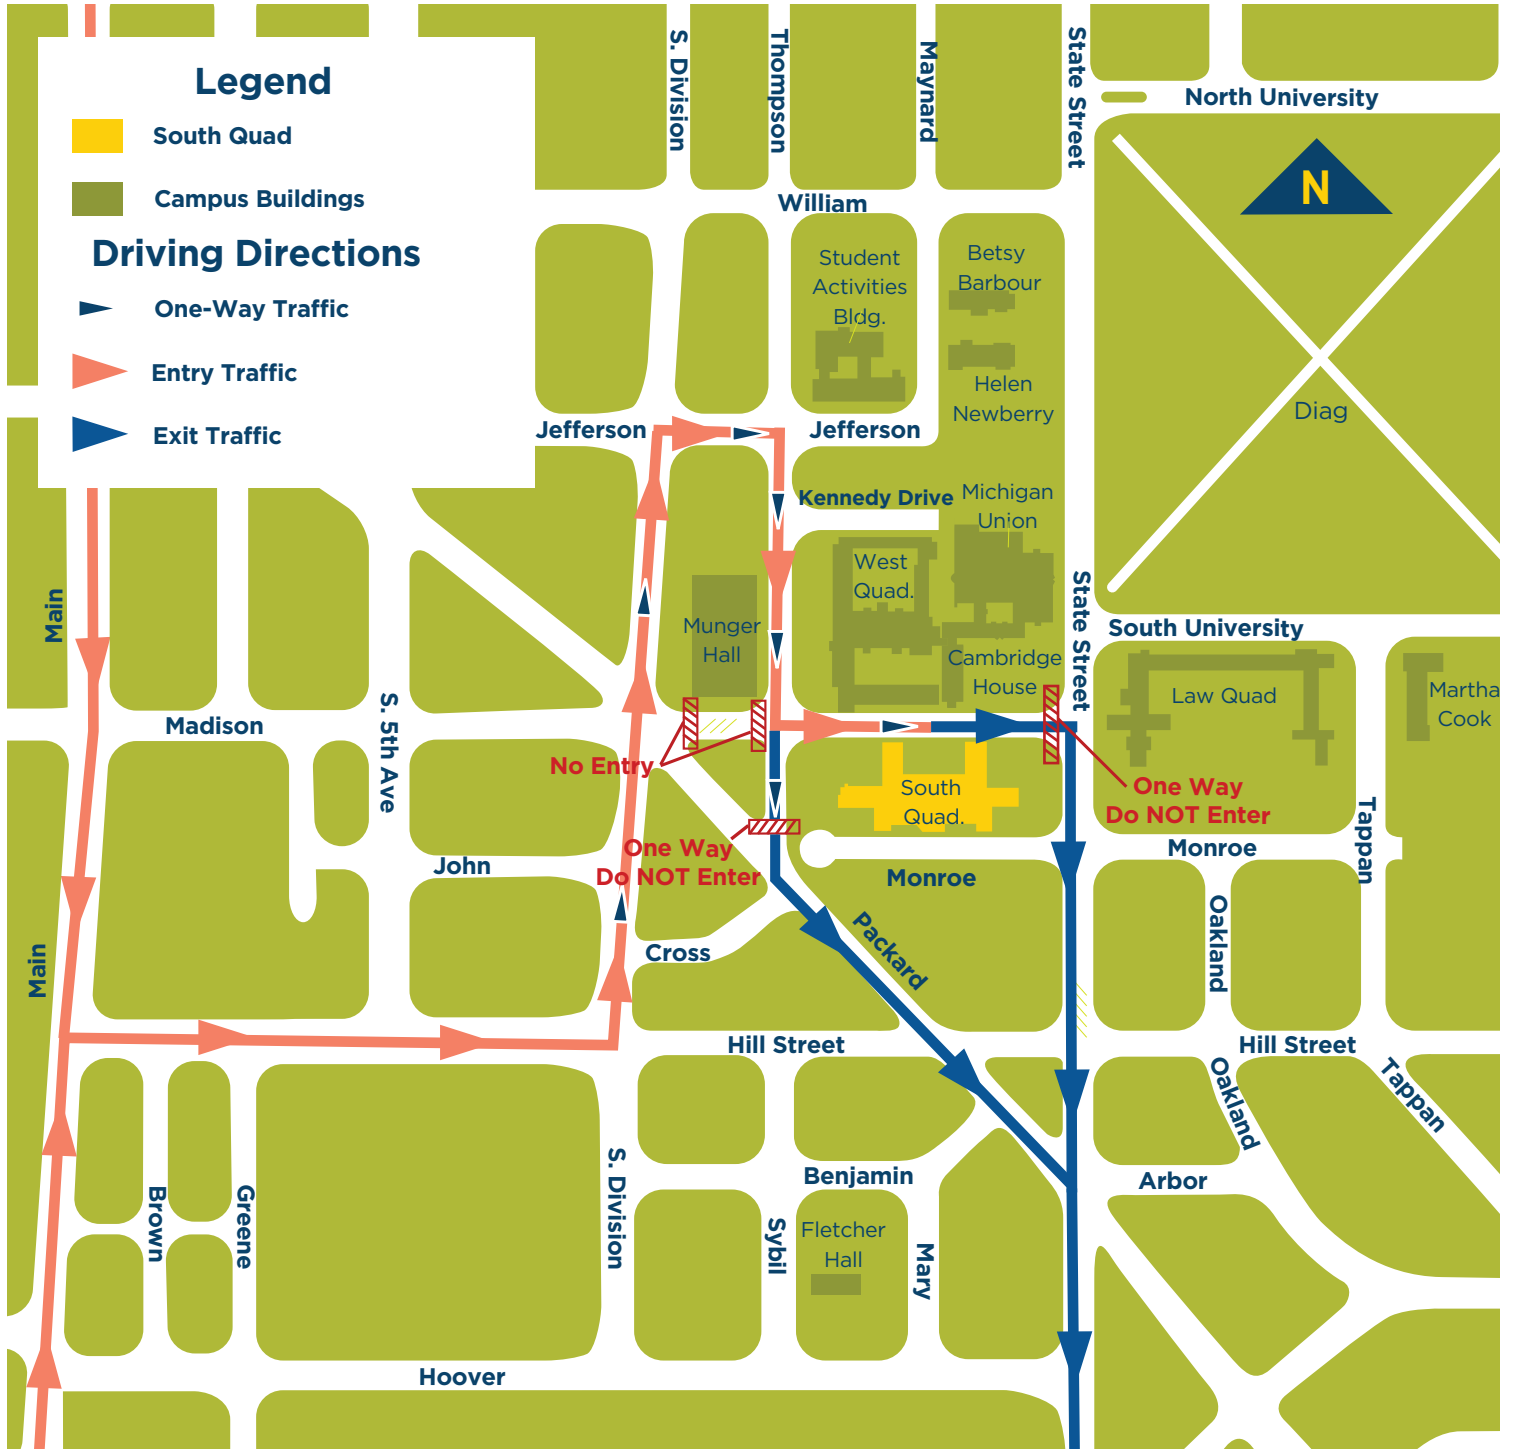 Legend
South Quad
Campus Buildings
Driving Directions
One-Way Traffic
Entry Traffic
Exit Traffic
S. Division
Thompson
Maynard
State Street
North University
N
William
Student
Activities
Bldg.
Betsy
Barbour
Helen
Newberry
Diag
Jefferson
Jefferson
Kennedy Drive
Michigan
Union
West
Quad.
Main
Munger
Hall
State Street
South University
Cambridge
House
Law Quad
Martha
Cook
Madison
S. 5th Ave
No Entry
South
Quad.
One Way
Do NOT Enter
One Way
Do NOT Enter
John
Monroe
Monroe
Tappan
Main
Cross
Packard
Oakland
Hill Street
Hill Street
Oakland
Tappan
Brown
Greene
S. Division
Benjamin
Arbor
Sybil
Fletcher
Hall
Mary
Hoover